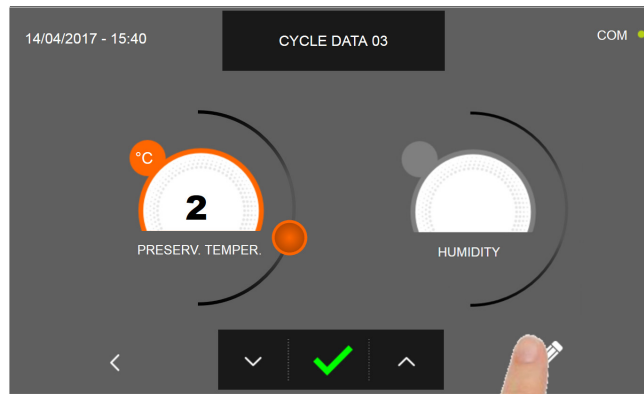 14/04/2017 - 15:40
CYCLE DATA 03
COM
°C
2
PRESERV. TEMPER.
HUMIDITY